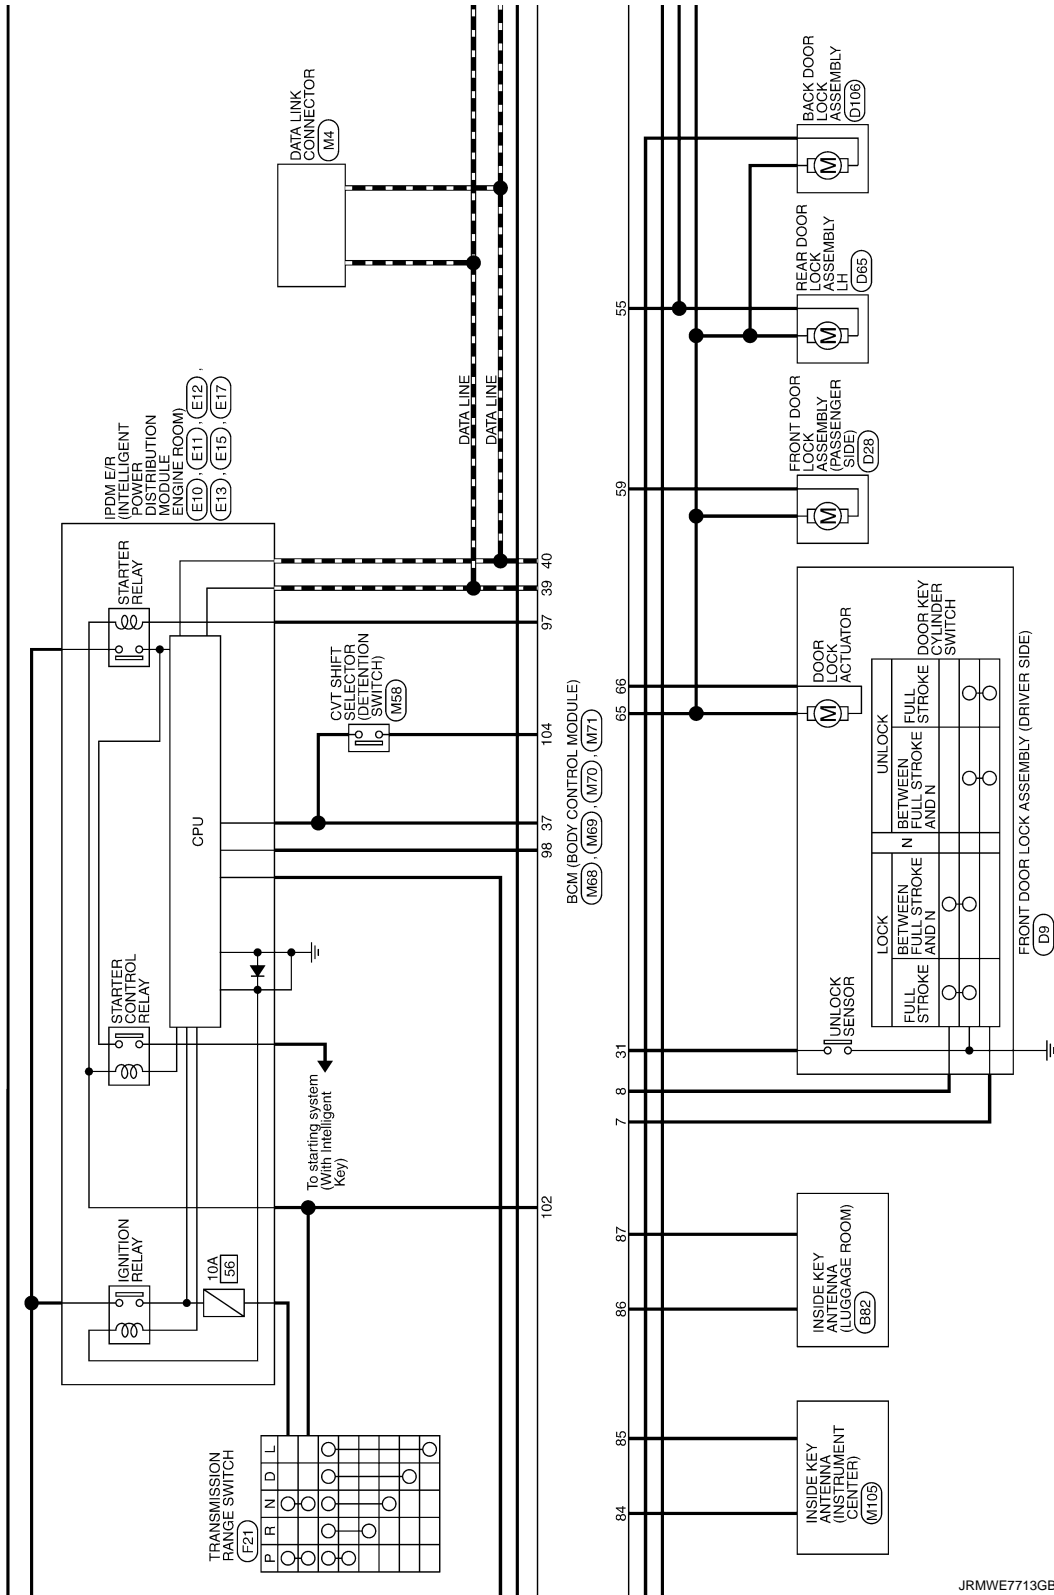 DATA LINK
CONNECTOR
M4
IPDM E/R
(INTELLIGENT
POWER
DISTRIBUTION
MODULE
ENGINE ROOM)
E10 , E11 , E12 ,
E13 , E15 , E17
STARTER
RELAY
CPU
STARTER
CONTROL
RELAY
IGNITION
RELAY
10A
56
TRANSMISSION
RANGE SWITCH
F21
P R N D L
To starting system
(With Intelligent
Key)
CVT SHIFT
SELECTOR
(DETENTION
SWITCH)
M58
DATA LINE
DATA LINE
102
98
37
104
97
39
40
BCM (BODY CONTROL MODULE)
M68 , M69 , M70 , M71
84
85
86
87
7
8
31
65
66
59
55
INSIDE KEY
ANTENNA
(INSTRUMENT
CENTER)
M105
INSIDE KEY
ANTENNA
(LUGGAGE ROOM)
B82
UNLOCK
SENSOR
DOOR
LOCK
ACTUATOR
M
LOCK
N
UNLOCK
FULL
STROKE
BETWEEN
FULL STROKE
AND N
BETWEEN
FULL STROKE
AND N
FULL
STROKE
DOOR KEY
CYLINDER
SWITCH
FRONT DOOR LOCK ASSEMBLY (DRIVER SIDE)
D9
FRONT DOOR
LOCK
ASSEMBLY
(PASSENGER
SIDE)
D28
M
REAR DOOR
LOCK
ASSEMBLY
LH
D65
M
BACK DOOR
LOCK
ASSEMBLY
D106
M
JRMWE7713GB